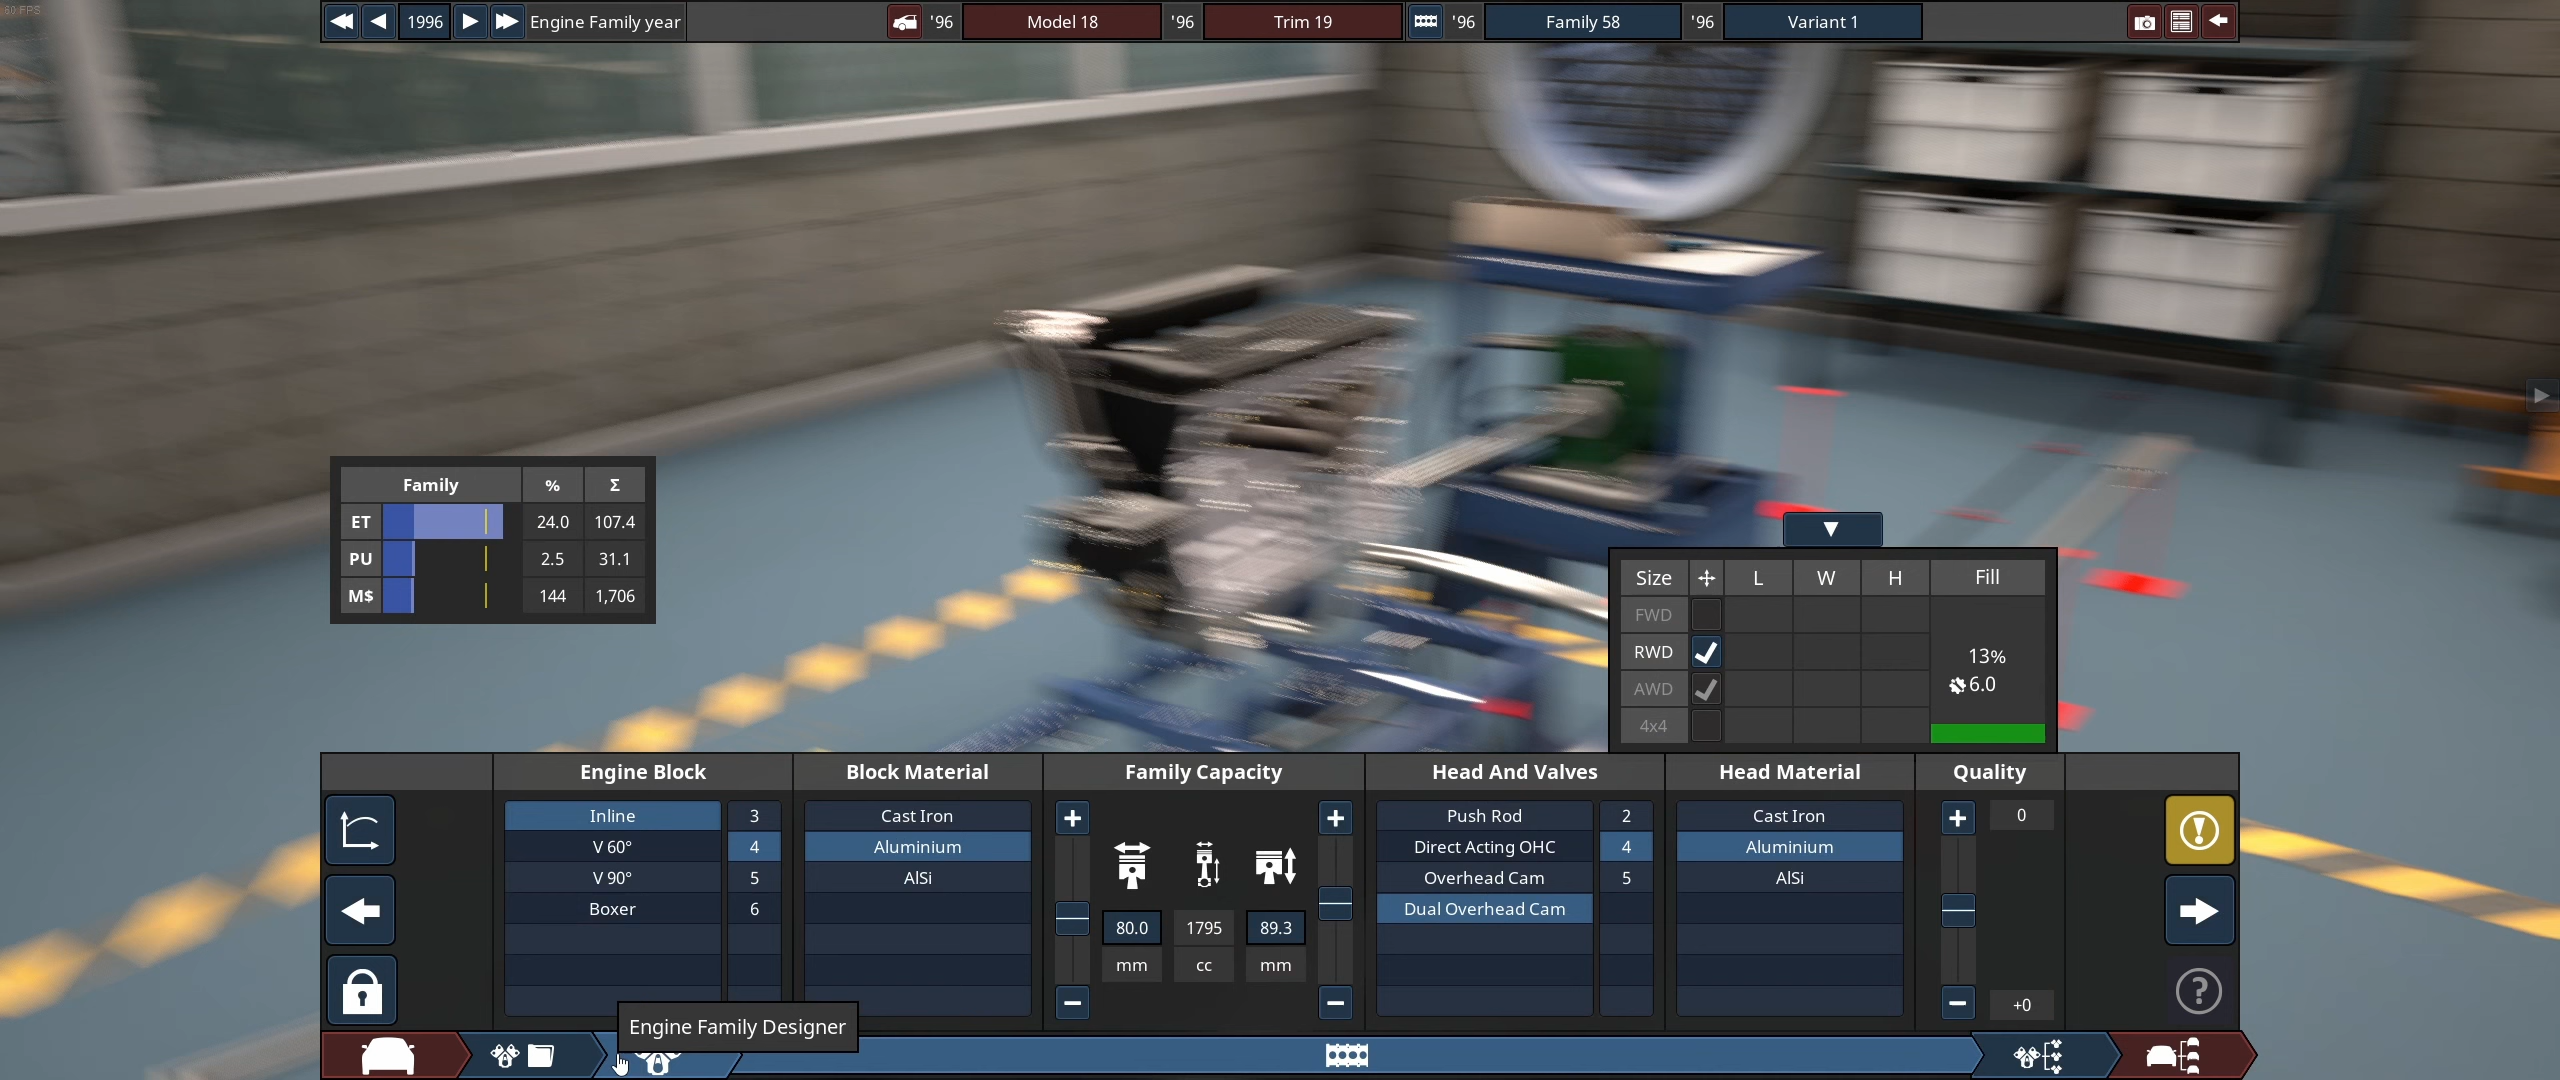 60 FPS
1996 Engine Family year '96 Model 18 '96 Trim 19 '96 Family 58 '96 Variant 1
Family % Σ
ET 24.0 107.4
PU 2.5 31.1
M$ 144 1,706
Size L W H Fill
FWD
RWD
AWD
4x4
13%
6.0
Engine Block
Inline 3
V 60° 4
V 90° 5
Boxer 6
Block Material
Cast Iron
Aluminium
AlSi
Family Capacity
80.0 1795 89.3
mm cc mm
Head And Valves
Push Rod 2
Direct Acting OHC 4
Overhead Cam 5
Dual Overhead Cam
Head Material
Cast Iron
Aluminium
AlSi
Quality
0
+0
Engine Family Designer